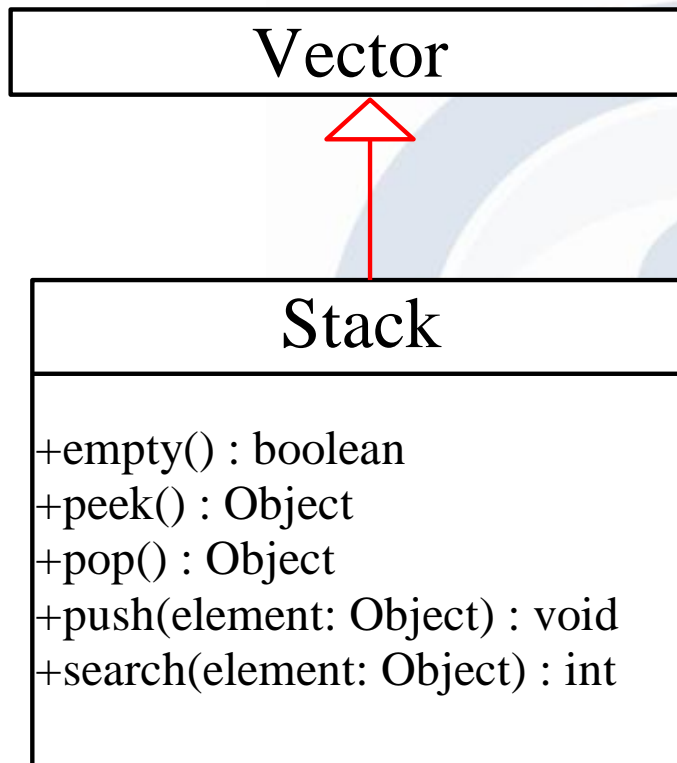 Vector
Stack
+empty() : boolean
+peek() : Object
+pop() : Object
+push(element: Object) : void
+search(element: Object) : int